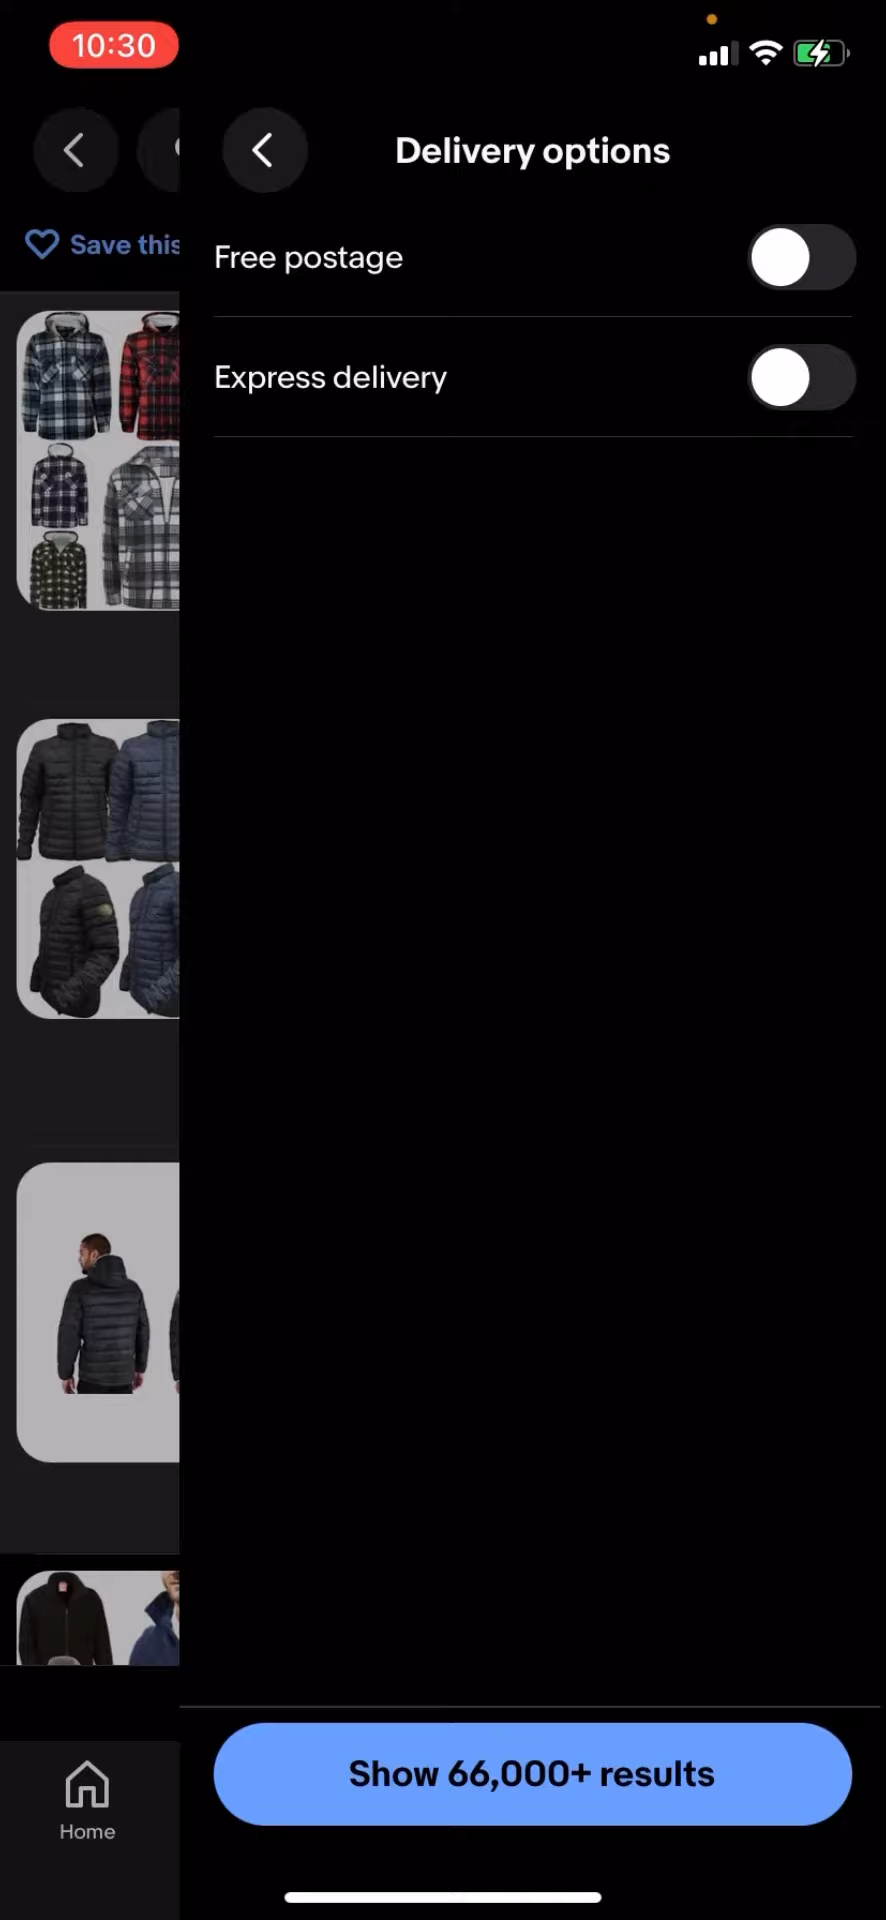 10:30
Delivery options
Save this
Free postage
Express delivery
Show 66,000+ results
Home